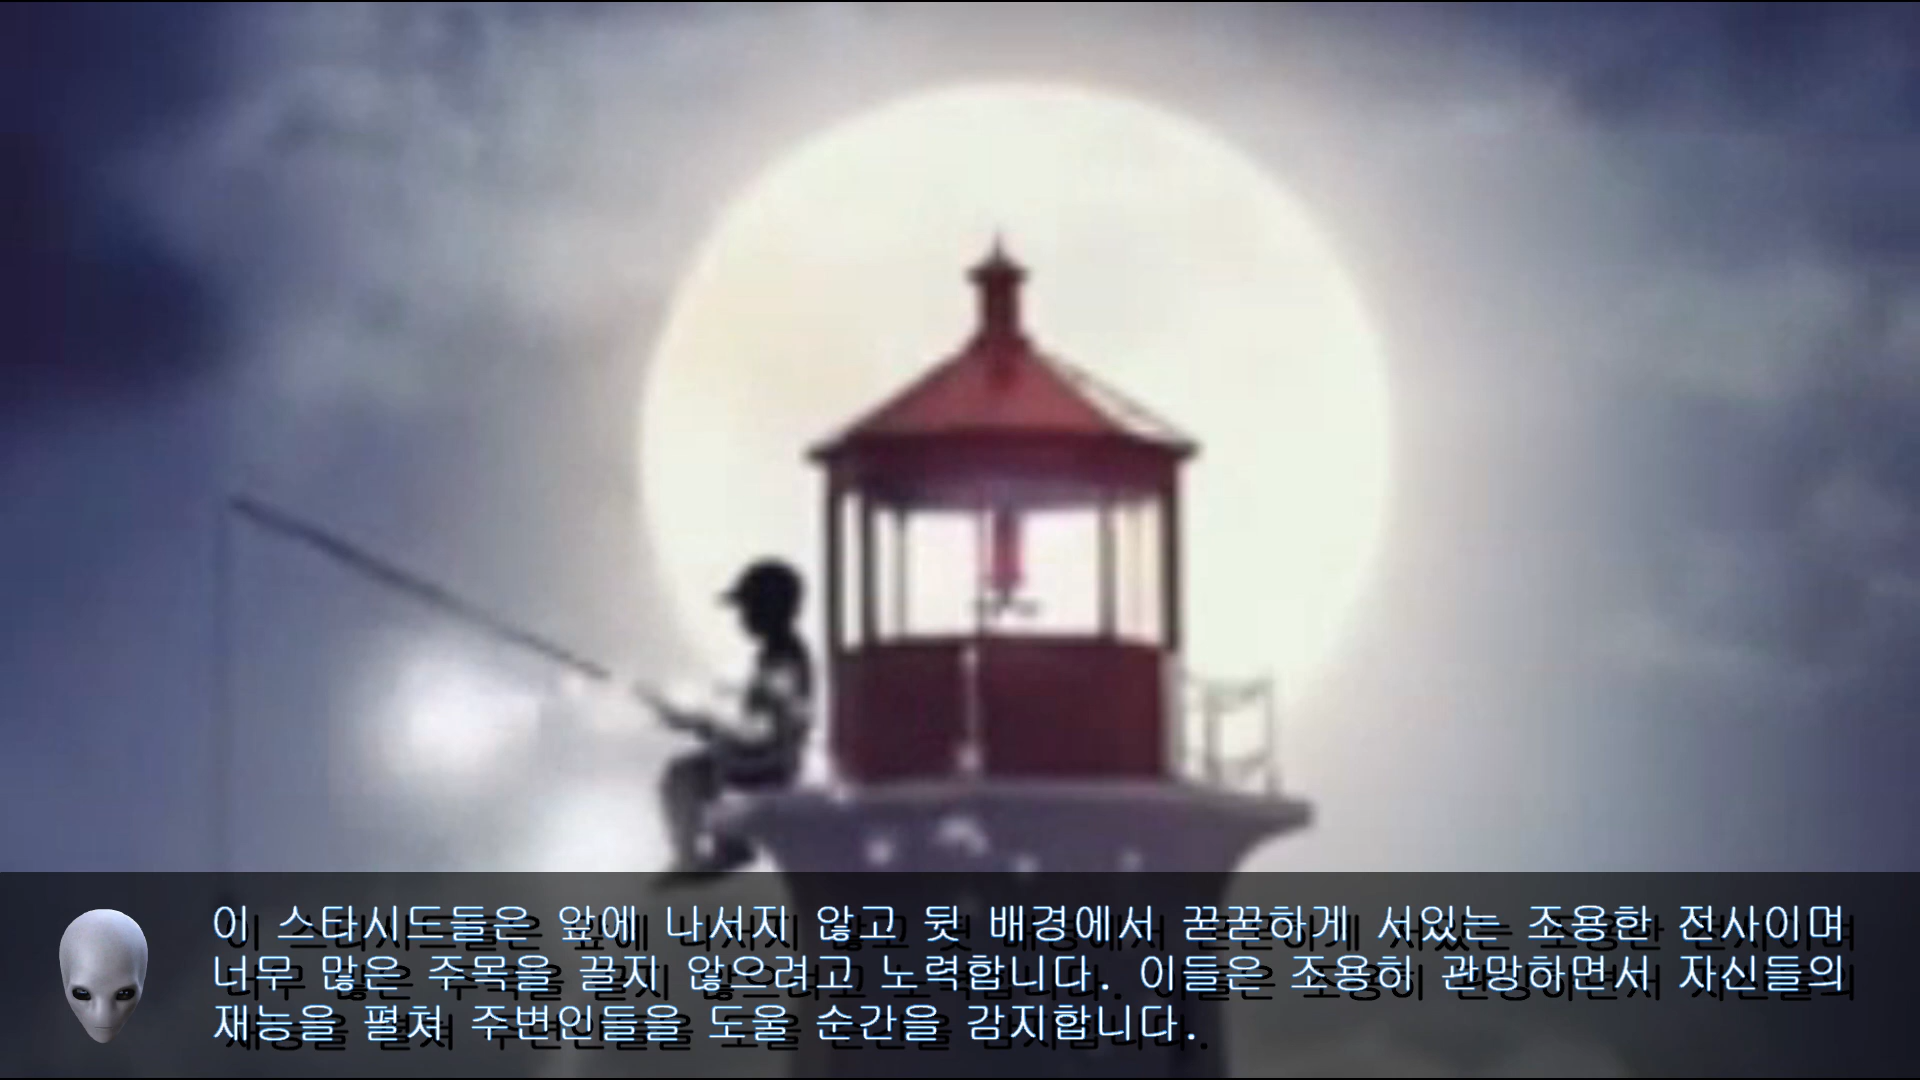 이 스타시드들은 앞에 나서지 않고 뒷 배경에서 꾿꿋하게 서있는 조용한 전사이며
너무 많은 주목을 끌지 않으려고 노력합니다. 이들은 조용히 관망하면서 자신들의
재능을 펼쳐 주변인들을 도울 순간을 감지합니다.